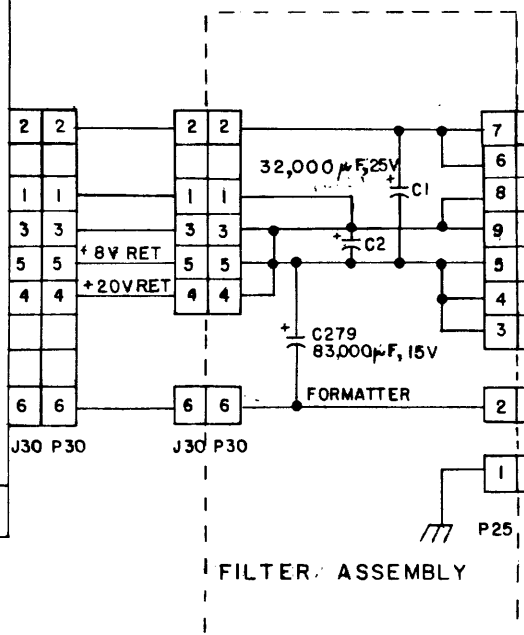 2 2 2 2 7
6
32,000 µF, 25V
+ C1
1 1 1 1 8
3 3 3 3 9
+ C2
+8V RET
5 5 5 5 5
+20V RET
4 4 4 4 4
3
+ C279
83,000µF, 15V
FORMATTER
6 6 6 6 2
J30 P30 J30 P30
1
P25
FILTER ASSEMBLY